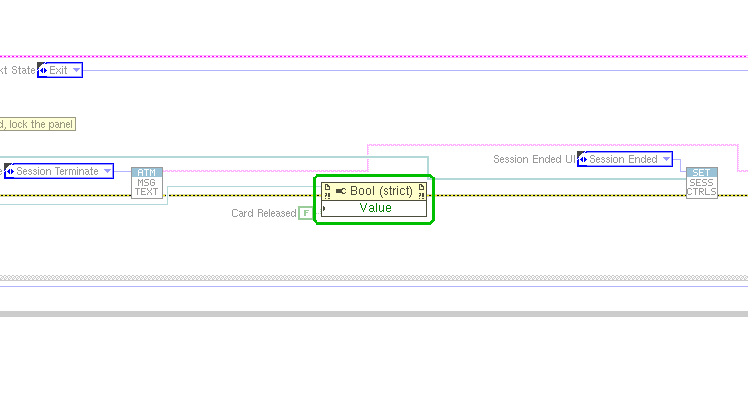 xt State Exit
d, lock the panel
Session Terminate
ATM
MSG
TEXT
Card Released F
?! Bool (strict) ?!
Value
Session Ended UI Session Ended
SET
SESS
CTRLS